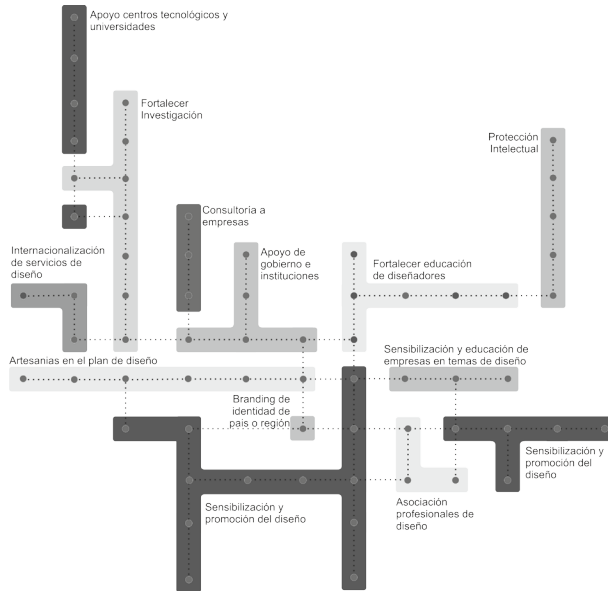 Apoyo centros tecnológicos y
universidades
Fortalecer
Investigación
Protección
Intelectual
Consultoría a
empresas
Internacionalización
de servicios de
diseño
Apoyo de
gobierno e
instituciones
Fortalecer educación
de diseñadores
Artesanias en el plan de diseño
Sensibilización y educación de
empresas en temas de diseño
Branding de
identidad de
país o región
Sensibilización y
promoción del
diseño
Asociación
profesionales de
diseño
Sensibilización y
promoción del diseño